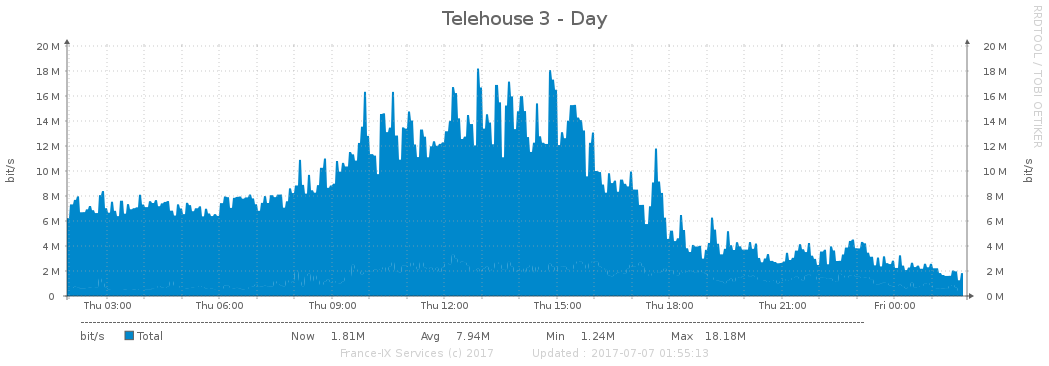 Telehouse 3 - Day
RRDTOOL / TOBI OETIKER
bit/s
20 M 20 M
18 M 18 M
16 M 16 M
14 M 14 M
12 M 12 M
10 M 10 M
8 M 8 M
6 M 6 M
4 M 4 M
2 M 2 M
0 0 M
bit/s
Thu 03:00 Thu 06:00 Thu 09:00 Thu 12:00 Thu 15:00 Thu 18:00 Thu 21:00 Fri 00:00
bit/s Total Now 1.81M Avg 7.94M Min 1.24M Max 18.18M
France-IX Services (c) 2017 Updated : 2017-07-07 01:55:13